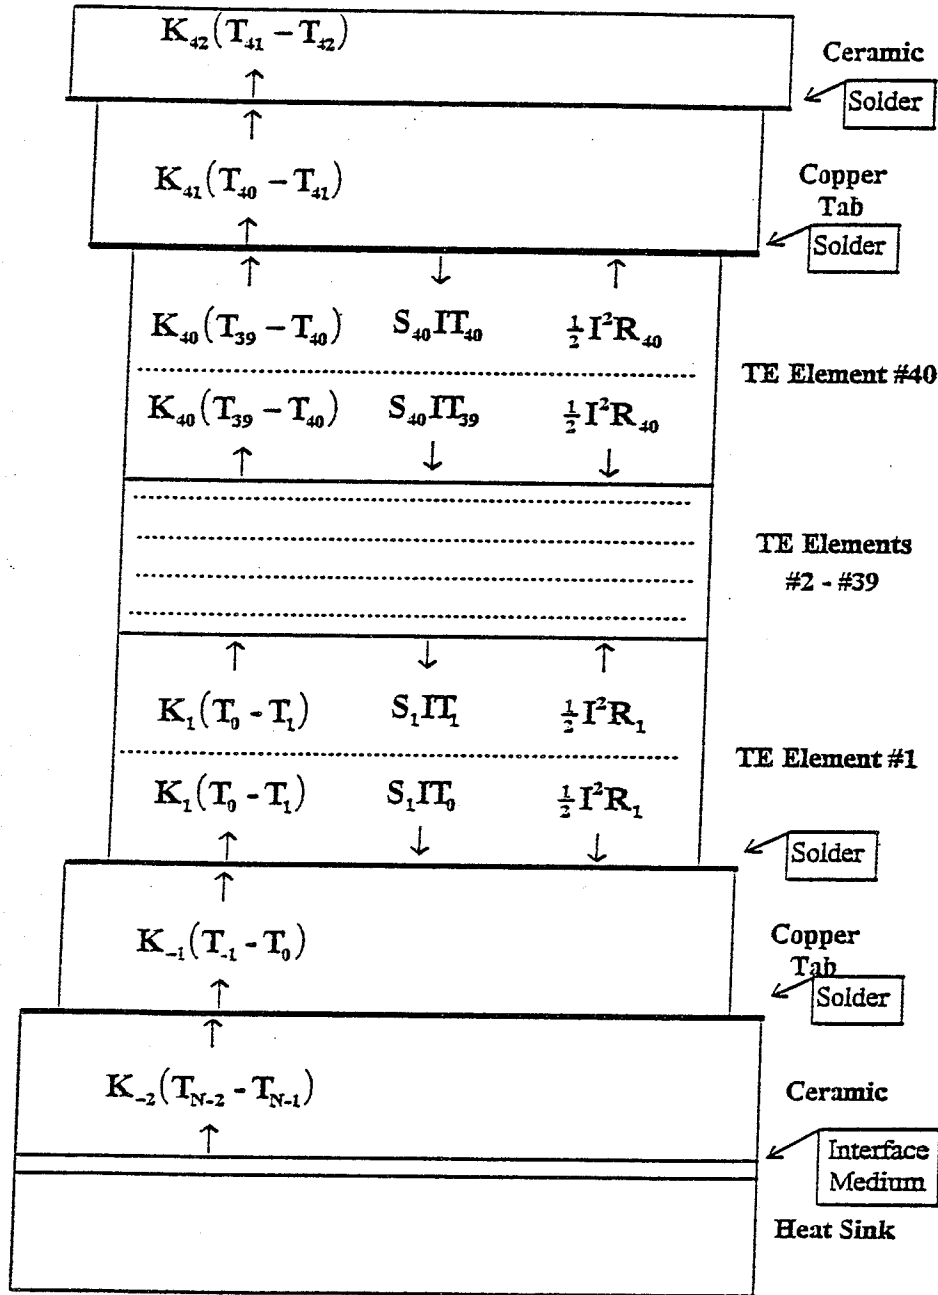 K₄₂(T₄₁ – T₄₂)
Ceramic
Solder
K₄₁(T₄₀ – T₄₁)
Copper
Tab
Solder
K₄₀(T₃₉ – T₄₀) S₄₀IT₄₀ ½I²R₄₀
TE Element #40
K₄₀(T₃₉ – T₄₀) S₄₀IT₃₉ ½I²R₄₀
TE Elements
#2 - #39
K₁(T₀ - T₁) S₁IT₁ ½I²R₁
TE Element #1
K₁(T₀ - T₁) S₁IT₀ ½I²R₁
Solder
K₋₁(T₋₁ - T₀)
Copper
Tab
Solder
K₋₂(T_N₋₂ - T_N₋₁)
Ceramic
Interface
Medium
Heat Sink